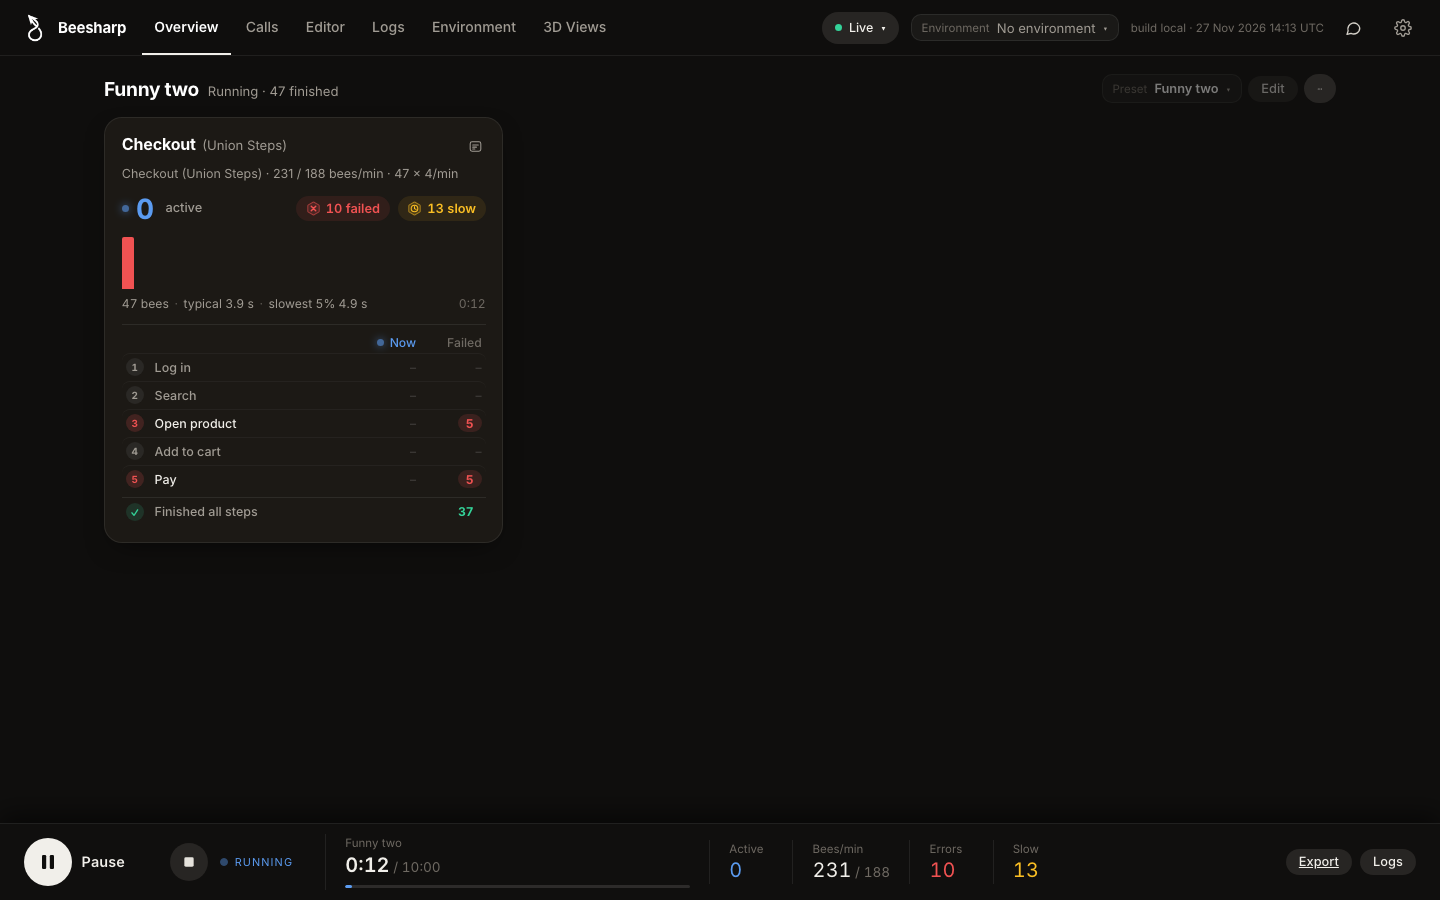 Beesharp Overview Calls Editor Logs Environment 3D Views Live Environment No environment build local · 27 Nov 2026 14:13 UTC
Funny two Running · 47 finished Preset Funny two Edit
Checkout (Union Steps)
Checkout (Union Steps) · 231 / 188 bees/min · 47 × 4/min
0 active 10 failed 13 slow
47 bees · typical 3.9 s · slowest 5% 4.9 s 0:12
Now Failed
1 Log in – –
2 Search – –
3 Open product – 5
4 Add to cart – –
5 Pay – 5
Finished all steps 37
Pause RUNNING
Funny two
0:12 / 10:00
Active
0
Bees/min
231 / 188
Errors
10
Slow
13
Export Logs